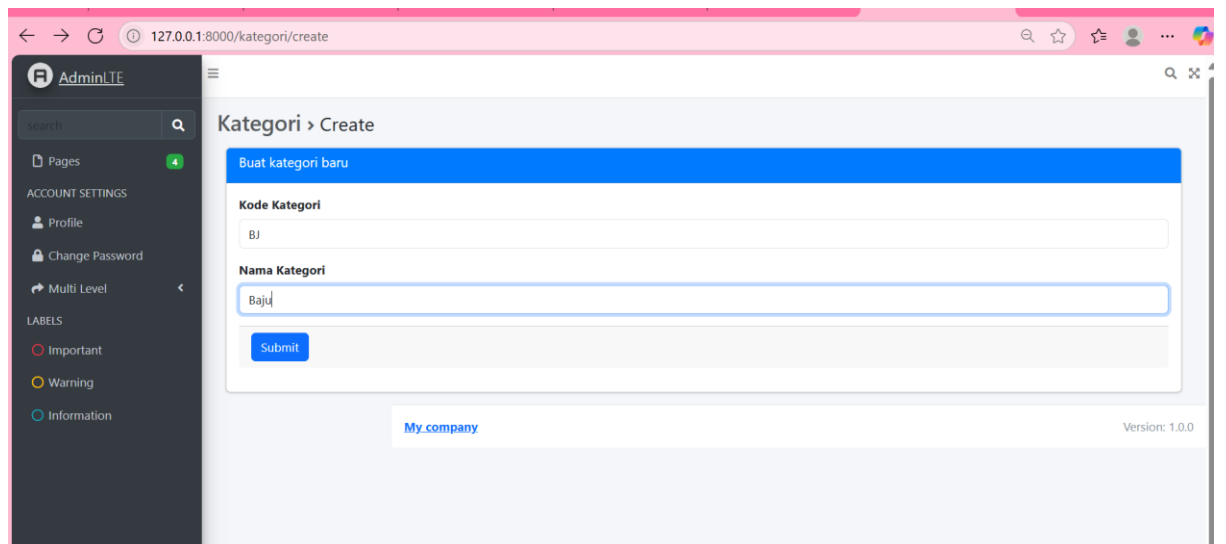 127.0.0.1:8000/kategori/create
AdminLTE
search
Kategori › Create
Pages 4
Buat kategori baru
ACCOUNT SETTINGS
Kode Kategori
Profile
BJ
Change Password
Nama Kategori
Multi Level
Baju
LABELS
Submit
Important
Warning
Information
My company
Version: 1.0.0